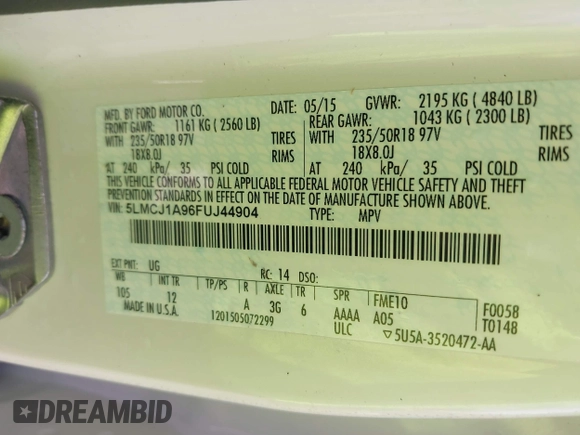 MFD. BY FORD MOTOR CO.
DATE: 05/15 GVWR: 2195 KG ( 4840 LB)
FRONT GAWR: 1161 KG ( 2560 LB) REAR GAWR: 1043 KG ( 2300 LB)
WITH 235/50R18 97V TIRES WITH 235/50R18 97V TIRES
18X8.0J RIMS 18X8.0J RIMS
AT 240 kPa/ 35 PSI COLD AT 240 kPa/ 35 PSI COLD
THIS VEHICLE CONFORMS TO ALL APPLICABLE FEDERAL MOTOR VEHICLE SAFETY AND THEFT
PREVENTION STANDARDS IN EFFECT ON THE DATE OF MANUFACTURE SHOWN ABOVE.
VIN: 5LMCJ1A96FUJ44904 TYPE: MPV
EXT PNT: UG RC: 14 DSO:
WB INT TR TP/PS R AXLE TR SPR FME10 F0058
105 12 A 3G 6 AAAA A05 T0148
MADE IN U.S.A. 1201505072299 ULC ▽5U5A-3520472-AA
DREAMBID